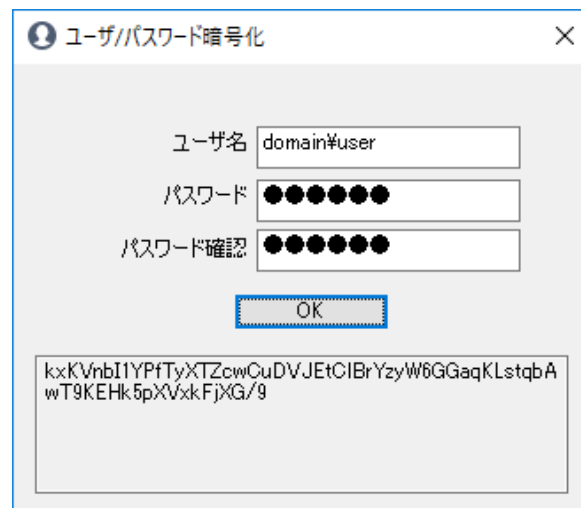 ユーザ/パスワード暗号化
ユーザ名 domain¥user
パスワード ●●●●●●
パスワード確認 ●●●●●●
OK
kxKVnbI1YPfTyXTZcwCuDVJEtCIBrYzyW6GGaqKLstqbA
wT9KEHk5pXVxkFjXG/9